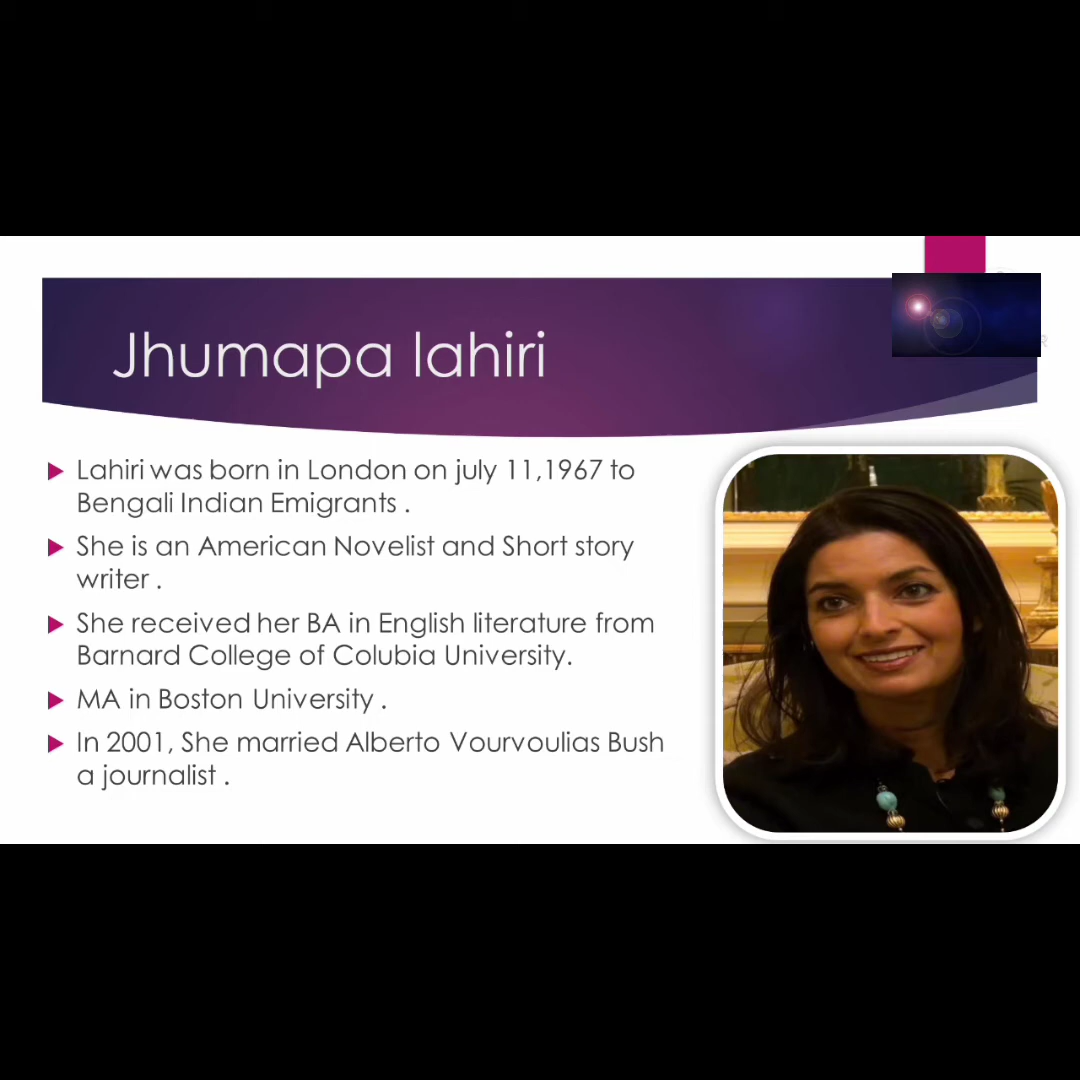 Jhumapa lahiri
Lahiri was born in London on july 11,1967 to
Bengali Indian Emigrants .
She is an American Novelist and Short story
writer .
She received her BA in English literature from
Barnard College of Colubia University.
MA in Boston University .
In 2001, She married Alberto Vourvoulias Bush
a journalist .